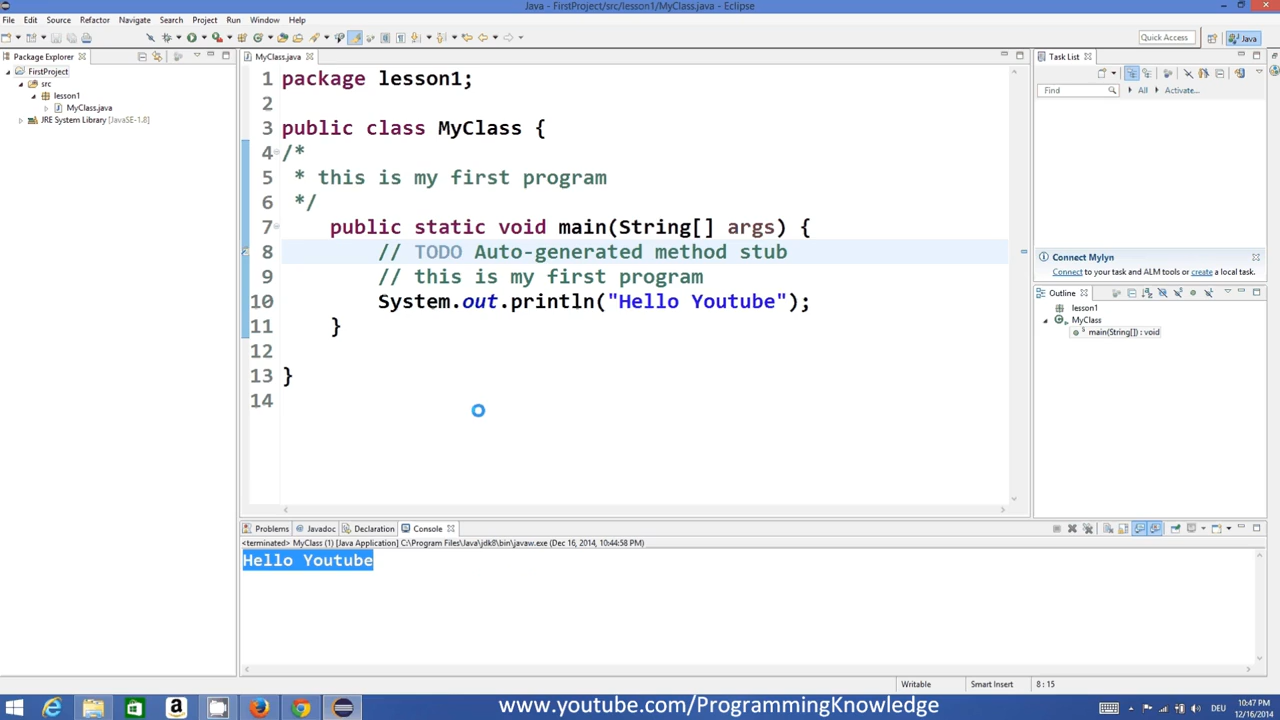 Java - FirstProject/src/lesson1/MyClass.java - Eclipse
File Edit Source Refactor Navigate Search Project Run Window Help
Quick Access Java
Package Explorer
FirstProject
src
lesson1
MyClass.java
JRE System Library [JavaSE-1.8]
MyClass.java
1 package lesson1;
2
3 public class MyClass {
4 /*
5 * this is my first program
6 */
7 public static void main(String[] args) {
8 // TODO Auto-generated method stub
9 // this is my first program
10 System.out.println("Hello Youtube");
11 }
12
13 }
14
Task List
Find All Activate...
Connect Mylyn
Connect to your task and ALM tools or create a local task.
Outline
lesson1
MyClass
main(String[]) : void
Problems Javadoc Declaration Console
<terminated> MyClass (1) [Java Application] C:\Program Files\Java\jdk8\bin\javaw.exe (Dec 16, 2014, 10:44:58 PM)
Hello Youtube
Writable Smart Insert 8 : 15
www.youtube.com/ProgrammingKnowledge
DEU
10:47 PM
12/16/2014